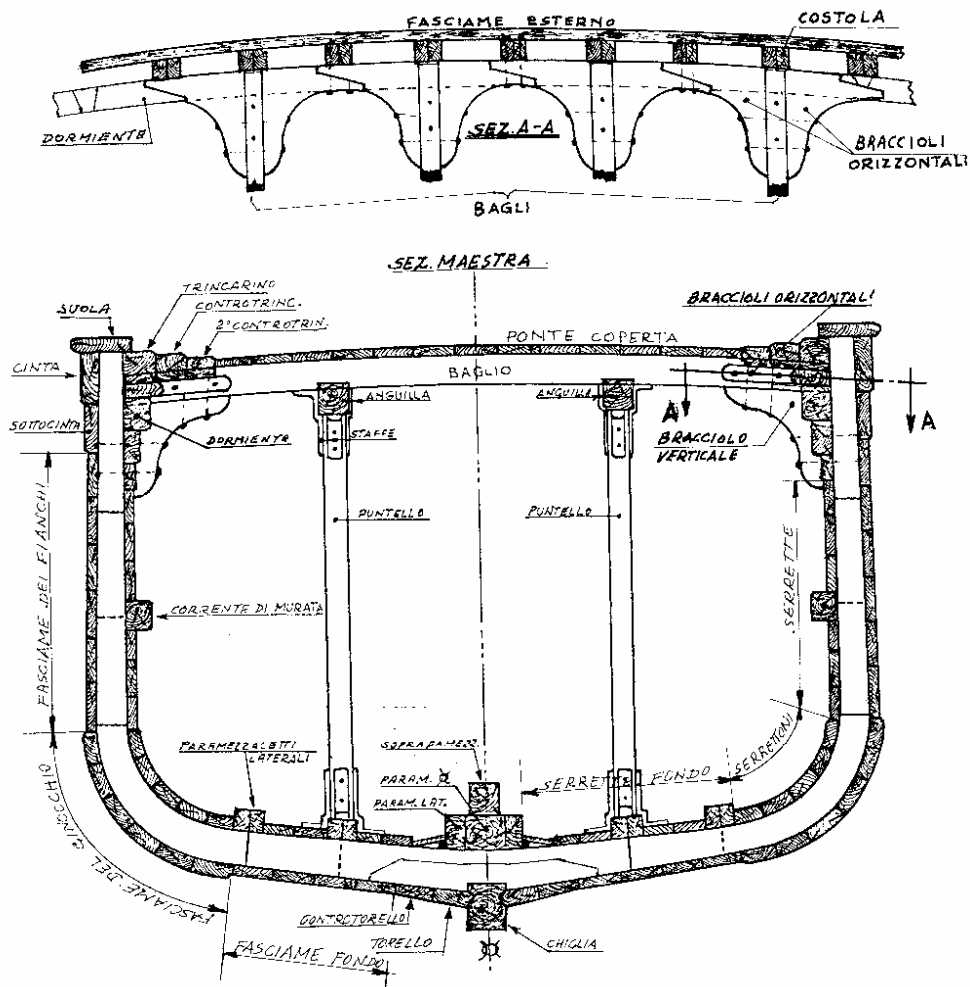 FASCIAME ESTERNO
COSTOLA
DORMIENTE
SEZ. A-A
BRACCIOLI
ORIZZONTALI
BAGLI
SEZ. MAESTRA
TRINCARINO
CONTROTRINC.
2° CONTROTRIN.
SUOLA
BRACCIOLI ORIZZONTALI
PONTE COPERTA
CINTA
BAGLIO
ANGUILLA
ANGUILLA
A
A
SOTTOCINTA
DORMIENTE
STAFFE
BRACCIOLO
VERTICALE
FASCIAME DEI FIANCHI
PUNTELLO
PUNTELLO
SERRETTE
CORRENTE DI MURATA
PARAMEZZALETTI
LATERALI
SOPRAPAMEZZ.
PARAM.
PARAM. LAT.
SERRETTE FONDO
SERRETTONI
FASCIAME DEL GINOCCHIO
CONTROTORELLO
TORELLO
CHIGLIA
FASCIAME FONDO